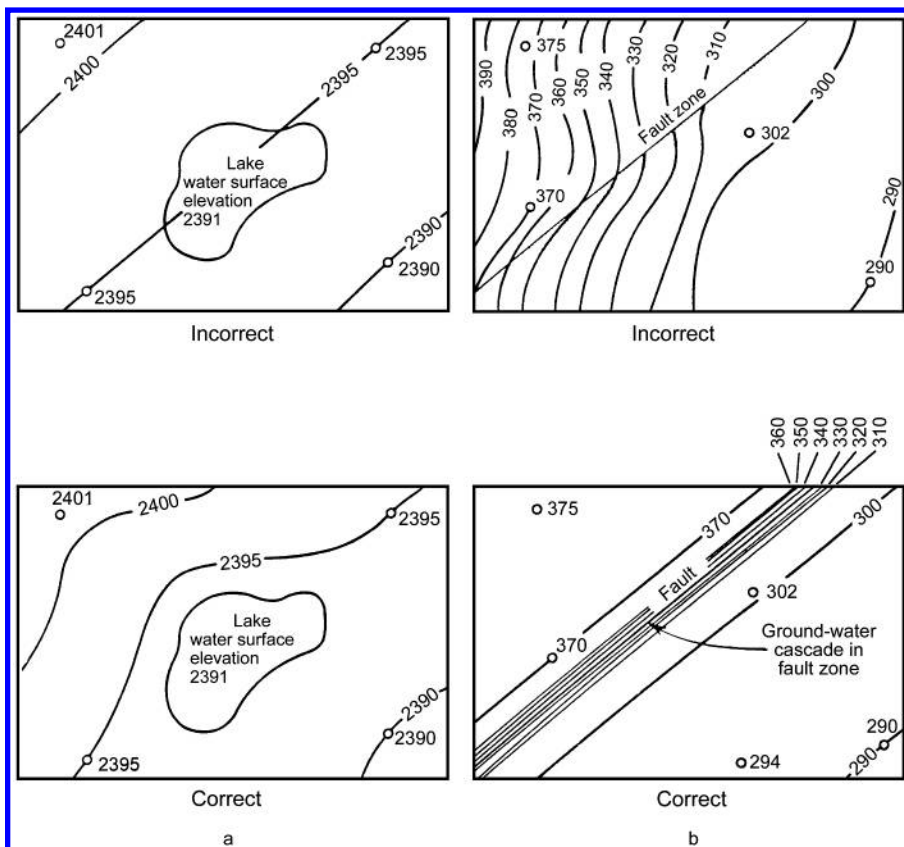 2401
2400
2395
2395
Lake
water surface
elevation
2391
2395
2390
2390
Incorrect
390
380
375
370
360
350
340
330
320
310
300
Fault zone
302
370
290
290
Incorrect
2401
2400
2395
2395
Lake
water surface
elevation
2391
2395
2390
2390
Correct
a
360
350
340
330
320
310
375
370
300
Fault
302
370
Ground-water
cascade in
fault zone
290
290
294
Correct
b